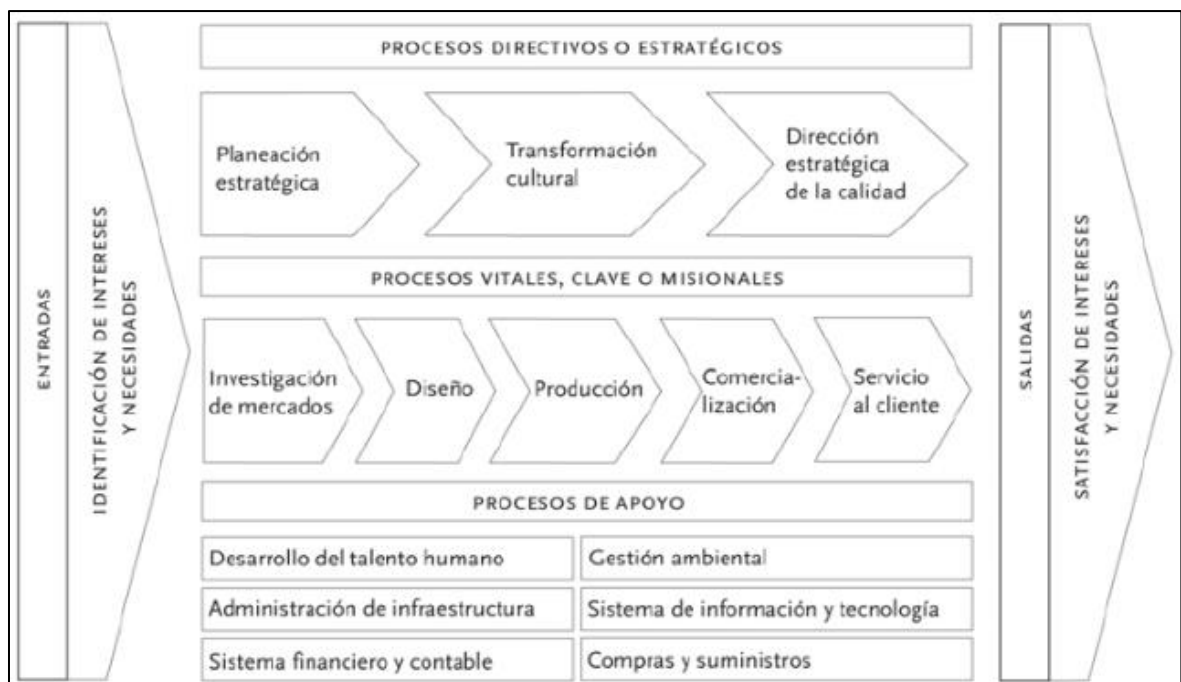 ENTRADAS
IDENTIFICACIÓN DE INTERESES
Y NECESIDADES
PROCESOS DIRECTIVOS O ESTRATÉGICOS
Planeación
estratégica
Transformación
cultural
Dirección
estratégica
de la calidad
PROCESOS VITALES, CLAVE O MISIONALES
Investigación
de mercados
Diseño
Producción
Comercia-
lización
Servicio
al cliente
PROCESOS DE APOYO
Desarrollo del talento humano
Gestión ambiental
Administración de infraestructura
Sistema de información y tecnología
Sistema financiero y contable
Compras y suministros
SALIDAS
SATISFACCIÓN DE INTERESES
Y NECESIDADES